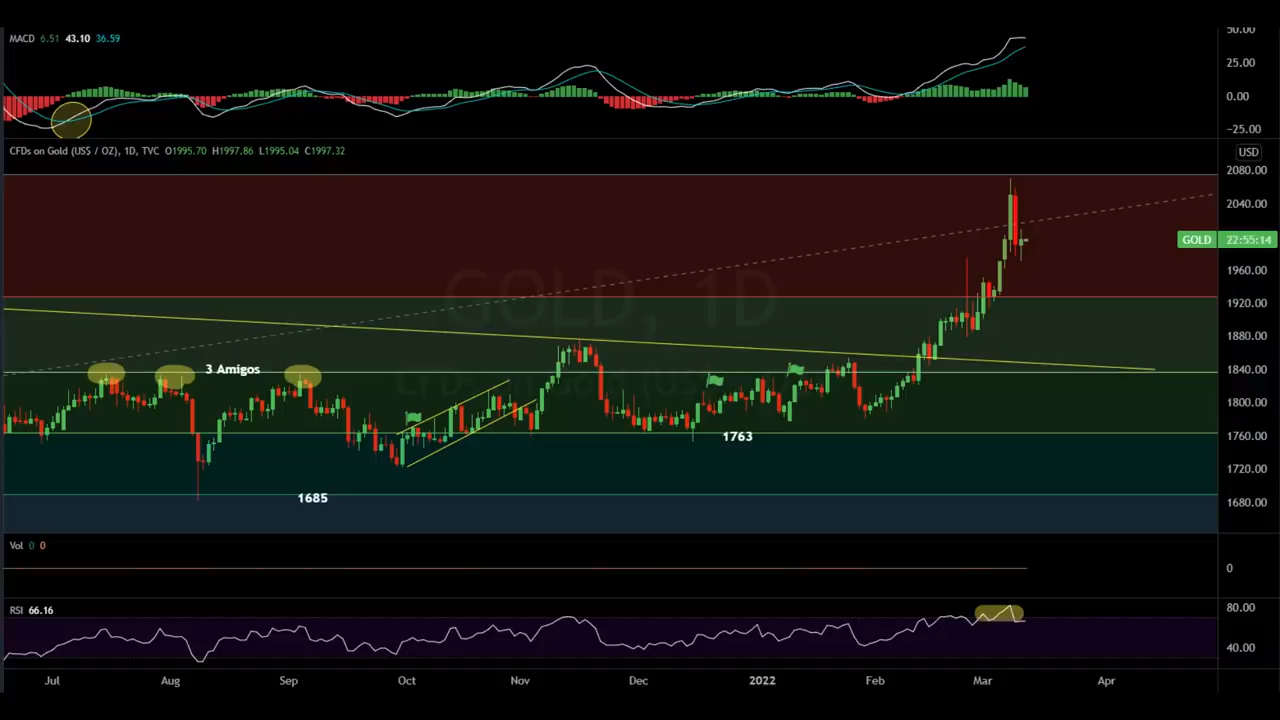 MACD 6.51 43.10 36.59
50.00
25.00
0.00
−25.00
CFDs on Gold (US$ / OZ), 1D, TVC O1995.70 H1997.86 L1995.04 C1997.32
USD
2080.00
2040.00
GOLD 22:55:14
1960.00
GOLD, 1D
1920.00
1880.00
3 Amigos
1840.00
1800.00
1763
1760.00
1720.00
1685
1680.00
Vol 0 0
0
RSI 66.16
80.00
40.00
Jul Aug Sep Oct Nov Dec 2022 Feb Mar Apr